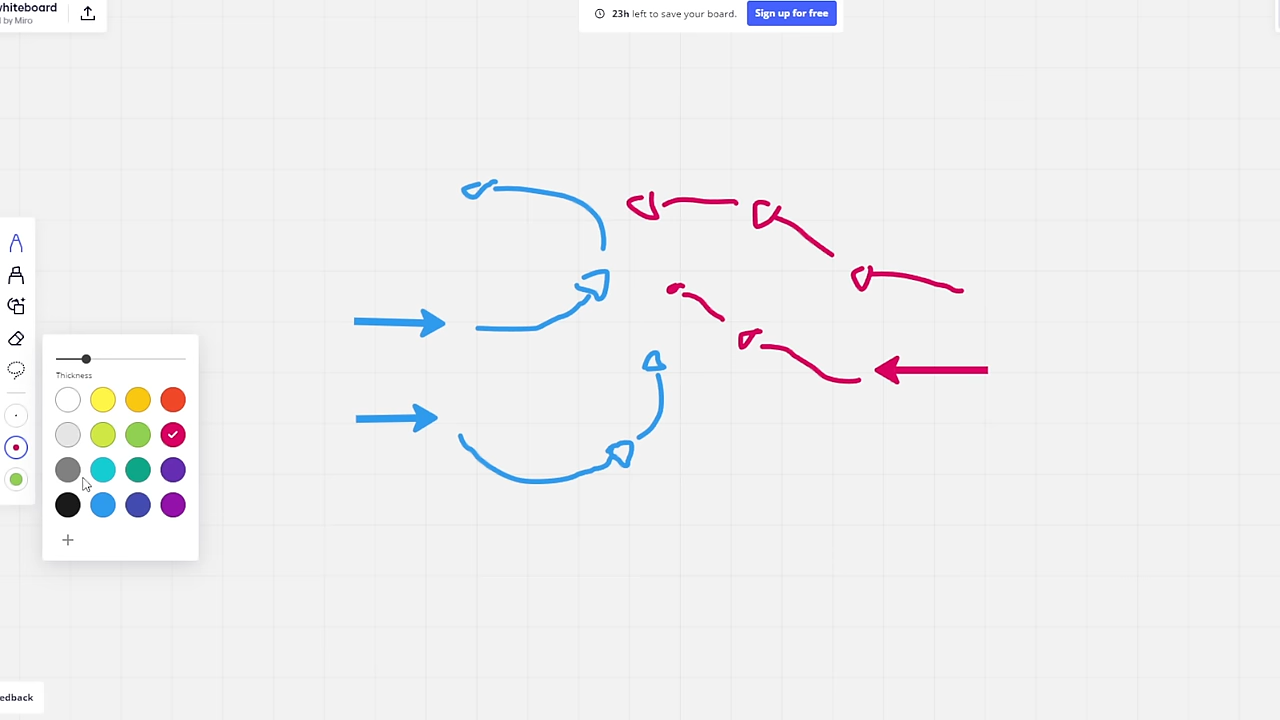 whiteboard
by Miro
23h left to save your board.
Sign up for free
Thickness
edback